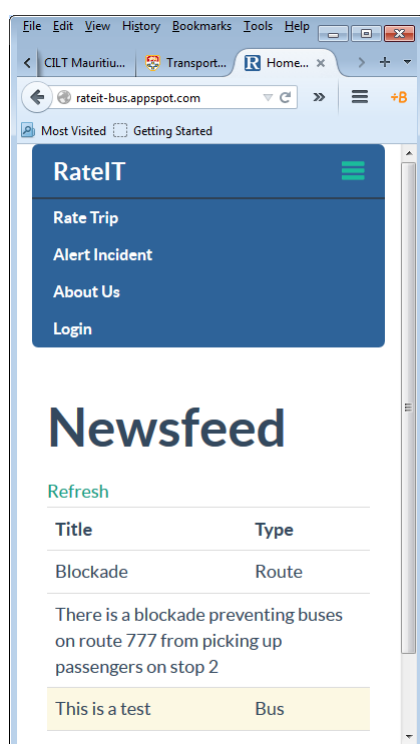 File Edit View History Bookmarks Tools Help
CILT Mauritiu... Transport... R Home... ×
rateit-bus.appspot.com
Most Visited Getting Started
RateIT
Rate Trip
Alert Incident
About Us
Login
Newsfeed
Refresh
Title Type
Blockade Route
There is a blockade preventing buses
on route 777 from picking up
passengers on stop 2
This is a test Bus